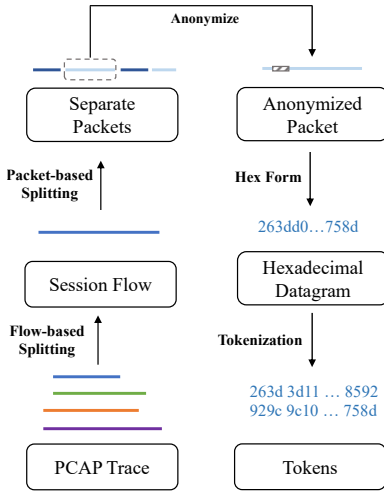 Anonymize
Separate
Packets
Anonymized
Packet
Packet-based
Splitting
Hex Form
263dd0...758d
Session Flow
Hexadecimal
Datagram
Flow-based
Splitting
Tokenization
263d 3d11 ... 8592
929c 9c10 ... 758d
PCAP Trace
Tokens